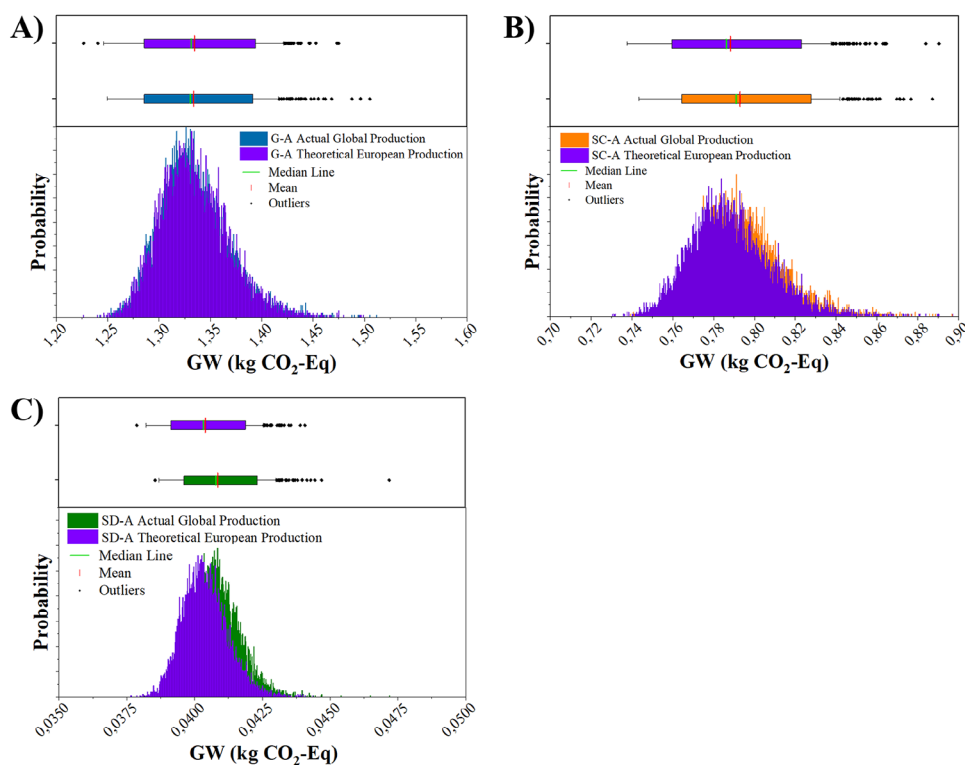 A)
G-A Actual Global Production
G-A Theoretical European Production
Median Line
Mean
Outliers
Probability
1,20 1,25 1,30 1,35 1,40 1,45 1,50 1,55 1,60
GW (kg CO₂-Eq)
B)
SC-A Actual Global Production
SC-A Theoretical European Production
Median Line
Mean
Outliers
Probability
0,70 0,72 0,74 0,76 0,78 0,80 0,82 0,84 0,86 0,88 0,90
GW (kg CO₂-Eq)
C)
SD-A Actual Global Production
SD-A Theoretical European Production
Median Line
Mean
Outliers
Probability
0,0350 0,0375 0,0400 0,0425 0,0450 0,0475 0,0500
GW (kg CO₂-Eq)